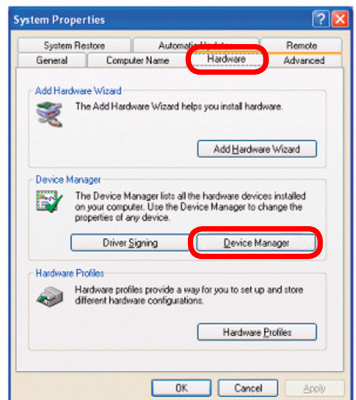 System Properties
System Restore Automatic Updates Remote
General Computer Name Hardware Advanced
Add Hardware Wizard
The Add Hardware Wizard helps you install hardware.
Add Hardware Wizard
Device Manager
The Device Manager lists all the hardware devices installed
on your computer. Use the Device Manager to change the
properties of any device.
Driver Signing Device Manager
Hardware Profiles
Hardware profiles provide a way for you to set up and store
different hardware configurations.
Hardware Profiles
OK Cancel Apply